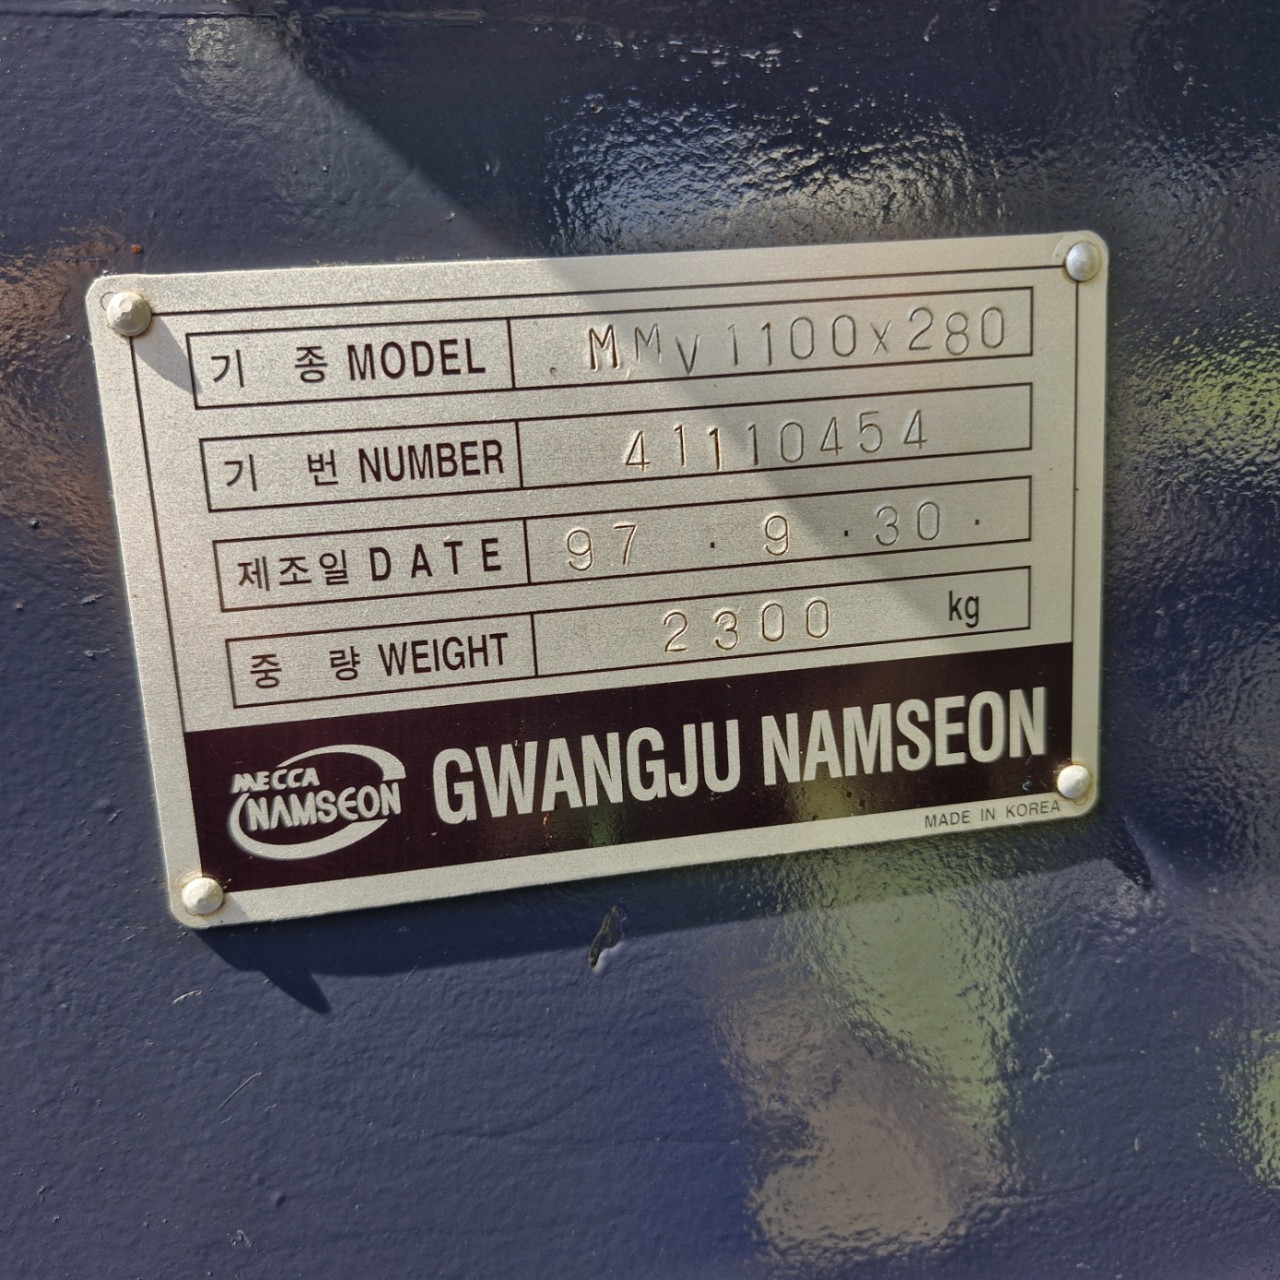 기 종 MODEL MMV1100x280
기 번 NUMBER 41110454
제조일 DATE 97 . 9 . 30 .
중 량 WEIGHT 2300 kg
MECCA
NAMSEON
GWANGJU NAMSEON
MADE IN KOREA